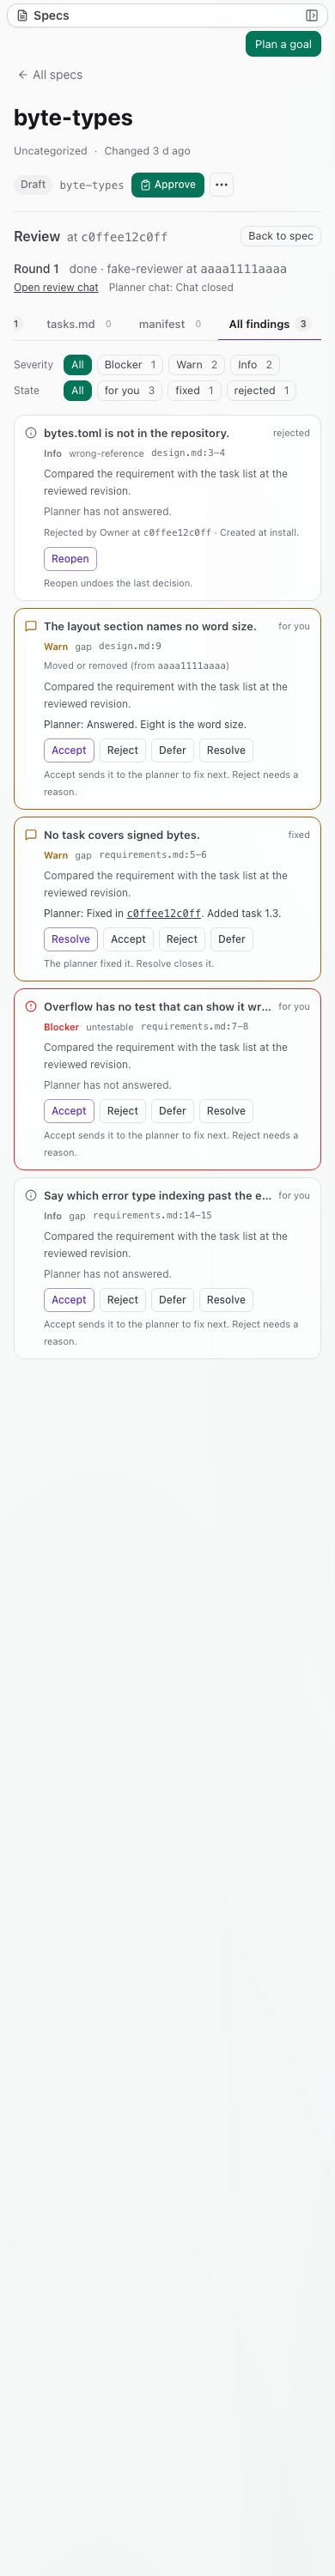 Specs
Plan a goal
All specs
byte-types
Uncategorized · Changed 3 d ago
Draft byte-types Approve
Review at c0ffee12c0ff Back to spec
Round 1 done · fake-reviewer at aaaa1111aaaa
Open review chat Planner chat: Chat closed
1 tasks.md 0 manifest 0 All findings 3
Severity All Blocker 1 Warn 2 Info 2
State All for you 3 fixed 1 rejected 1
bytes.toml is not in the repository. rejected
Info wrong-reference design.md:3-4
Compared the requirement with the task list at the
reviewed revision.
Planner has not answered.
Rejected by Owner at c0ffee12c0ff · Created at install.
Reopen
Reopen undoes the last decision.
The layout section names no word size. for you
Warn gap design.md:9
Moved or removed (from aaaa1111aaaa)
Compared the requirement with the task list at the
reviewed revision.
Planner: Answered. Eight is the word size.
Accept Reject Defer Resolve
Accept sends it to the planner to fix next. Reject needs a
reason.
No task covers signed bytes. fixed
Warn gap requirements.md:5-6
Compared the requirement with the task list at the
reviewed revision.
Planner: Fixed in c0ffee12c0ff. Added task 1.3.
Resolve Accept Reject Defer
The planner fixed it. Resolve closes it.
Overflow has no test that can show it wr... for you
Blocker untestable requirements.md:7-8
Compared the requirement with the task list at the
reviewed revision.
Planner has not answered.
Accept Reject Defer Resolve
Accept sends it to the planner to fix next. Reject needs a
reason.
Say which error type indexing past the e... for you
Info gap requirements.md:14-15
Compared the requirement with the task list at the
reviewed revision.
Planner has not answered.
Accept Reject Defer Resolve
Accept sends it to the planner to fix next. Reject needs a
reason.